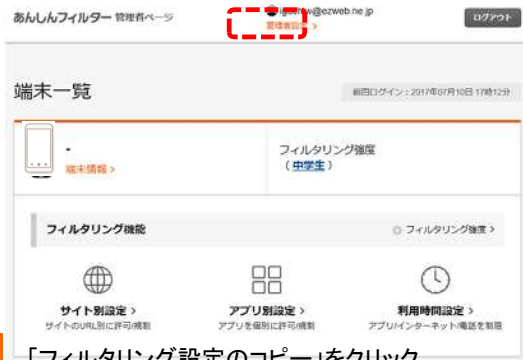 あんしんフィルター 管理者ページ
@ezweb.ne.jp
管理者設定 >
ログアウト
端末一覧
前回ログイン：2017年07月10日 17時12分
-
端末情報 >
フィルタリング強度
（ 中学生 ）
フィルタリング機能
フィルタリング強度 >
サイト別設定 >
サイトのURL別に許可/規制
アプリ別設定 >
アプリを個別に許可/規制
利用時間設定 >
アプリ/インターネット/電話を制限
「フィルタリング設定のコピー」をクリック